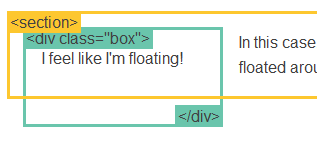 <section>
<div class="box">
I feel like I'm floating!
In this case
floated arou
</div>